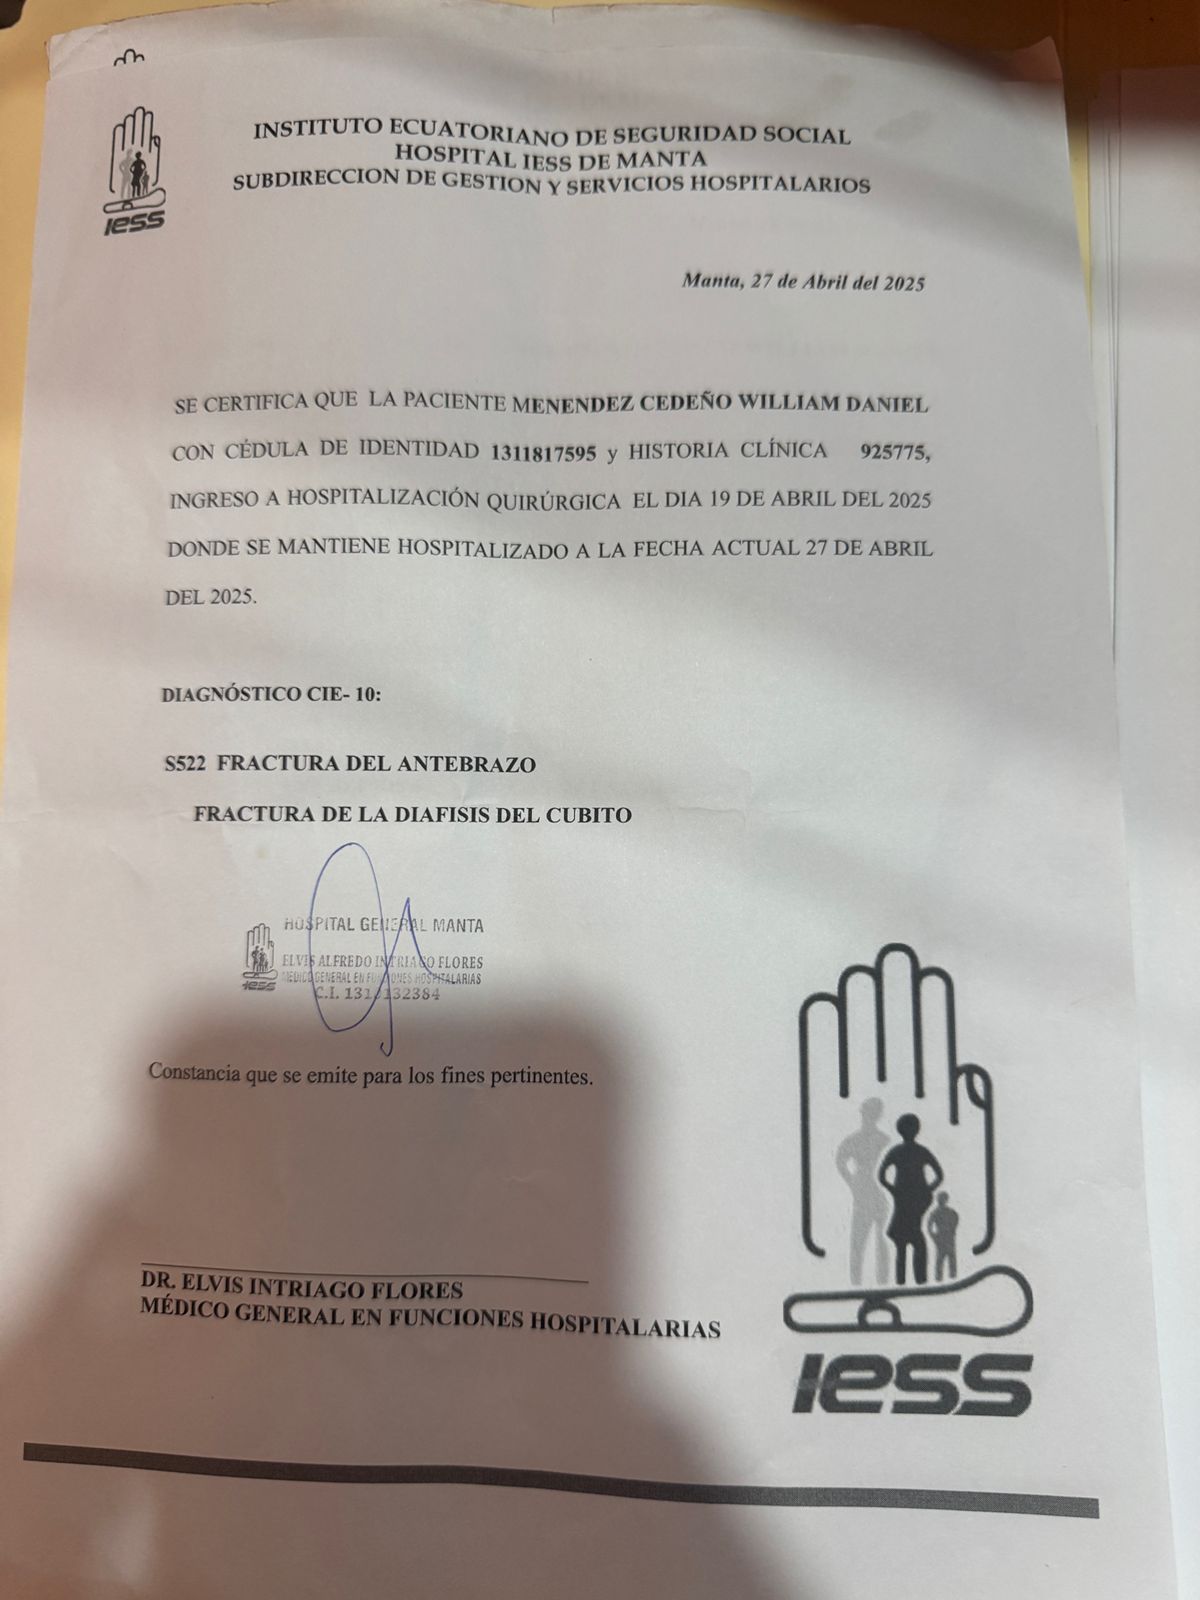 IESS
INSTITUTO ECUATORIANO DE SEGURIDAD SOCIAL
HOSPITAL IESS DE MANTA
SUBDIRECCION DE GESTION Y SERVICIOS HOSPITALARIOS
Manta, 27 de Abril del 2025
SE CERTIFICA QUE LA PACIENTE MENENDEZ CEDEÑO WILLIAM DANIEL
CON CÉDULA DE IDENTIDAD 1311817595 y HISTORIA CLÍNICA 925775,
INGRESO A HOSPITALIZACIÓN QUIRÚRGICA EL DIA 19 DE ABRIL DEL 2025
DONDE SE MANTIENE HOSPITALIZADO A LA FECHA ACTUAL 27 DE ABRIL
DEL 2025.
DIAGNÓSTICO CIE- 10:
S522 FRACTURA DEL ANTEBRAZO
FRACTURA DE LA DIAFISIS DEL CUBITO
HOSPITAL GENERAL MANTA
ELVIS ALFREDO INTRIAGO FLORES
MEDICO GENERAL EN FUNCIONES HOSPITALARIAS
IESS
C.I. 1310132384
Constancia que se emite para los fines pertinentes.
DR. ELVIS INTRIAGO FLORES
MÉDICO GENERAL EN FUNCIONES HOSPITALARIAS
IESS